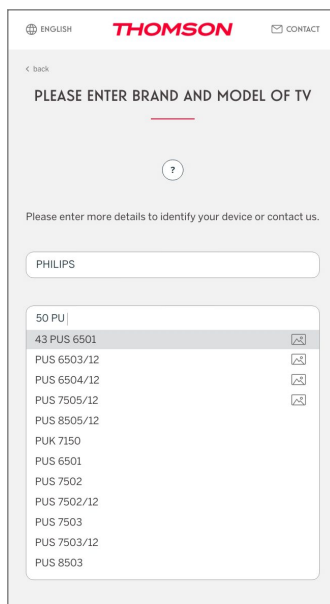 ENGLISH THOMSON CONTACT
< back
PLEASE ENTER BRAND AND MODEL OF TV
?
Please enter more details to identify your device or contact us.
PHILIPS
50 PU
43 PUS 6501
PUS 6503/12
PUS 6504/12
PUS 7505/12
PUS 8505/12
PUK 7150
PUS 6501
PUS 7502
PUS 7502/12
PUS 7503
PUS 7503/12
PUS 8503